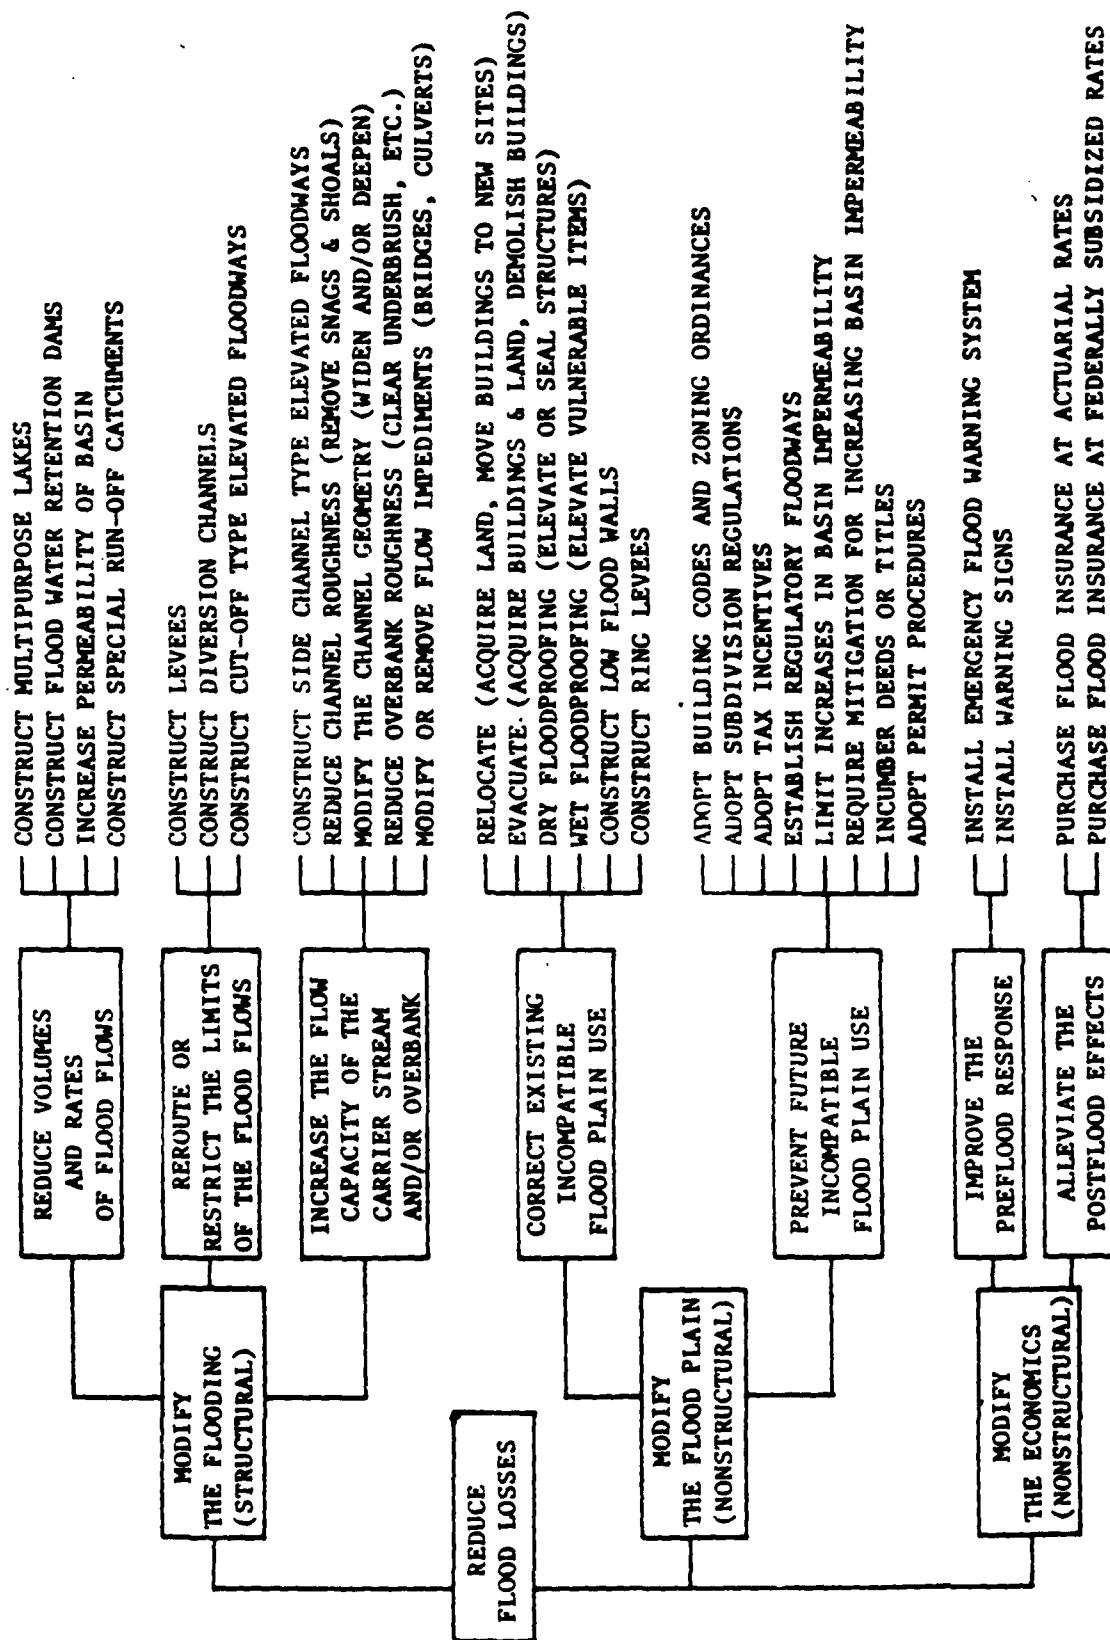 REDUCE
FLOOD LOSSES
MODIFY
THE FLOODING
(STRUCTURAL)
REDUCE VOLUMES
AND RATES
OF FLOOD FLOWS
CONSTRUCT MULTIPURPOSE LAKES
CONSTRUCT FLOOD WATER RETENTION DAMS
INCREASE PERMEABILITY OF BASIN
CONSTRUCT SPECIAL RUN-OFF CATCHMENTS
REROUTE OR
RESTRICT THE LIMITS
OF THE FLOOD FLOWS
CONSTRUCT LEVEES
CONSTRUCT DIVERSION CHANNELS
CONSTRUCT CUT-OFF TYPE ELEVATED FLOODWAYS
INCREASE THE FLOW
CAPACITY OF THE
CARRIER STREAM
AND/OR OVERBANK
CONSTRUCT SIDE CHANNEL TYPE ELEVATED FLOODWAYS
REDUCE CHANNEL ROUGHNESS (REMOVE SNAGS & SHOALS)
MODIFY THE CHANNEL GEOMETRY (WIDEN AND/OR DEEPEN)
REDUCE OVERBANK ROUGHNESS (CLEAR UNDERBRUSH, ETC.)
MODIFY OR REMOVE FLOW IMPEDIMENTS (BRIDGES, CULVERTS)
MODIFY
THE FLOOD PLAIN
(NONSTRUCTURAL)
CORRECT EXISTING
INCOMPATIBLE
FLOOD PLAIN USE
RELOCATE (ACQUIRE LAND, MOVE BUILDINGS TO NEW SITES)
EVACUATE (ACQUIRE BUILDINGS & LAND, DEMOLISH BUILDINGS)
DRY FLOODPROOFING (ELEVATE OR SEAL STRUCTURES)
WET FLOODPROOFING (ELEVATE VULNERABLE ITEMS)
CONSTRUCT LOW FLOOD WALLS
CONSTRUCT RING LEVEES
PREVENT FUTURE
INCOMPATIBLE
FLOOD PLAIN USE
ADOPT BUILDING CODES AND ZONING ORDINANCES
ADOPT SUBDIVISION REGULATIONS
ADOPT TAX INCENTIVES
ESTABLISH REGULATORY FLOODWAYS
LIMIT INCREASES IN BASIN IMPERMEABILITY
REQUIRE MITIGATION FOR INCREASING BASIN IMPERMEABILITY
INCUMBER DEEDS OR TITLES
ADOPT PERMIT PROCEDURES
MODIFY
THE ECONOMICS
(NONSTRUCTURAL)
IMPROVE THE
PREFLOOD RESPONSE
INSTALL EMERGENCY FLOOD WARNING SYSTEM
INSTALL WARNING SIGNS
ALLEVIATE THE
POSTFLOOD EFFECTS
PURCHASE FLOOD INSURANCE AT ACTUARIAL RATES
PURCHASE FLOOD INSURANCE AT FEDERALLY SUBSIDIZED RATES